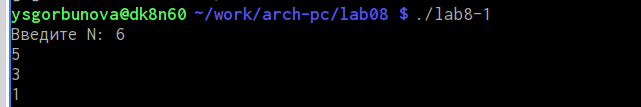 ysgorbunova@dk8n60 ~/work/arch-pc/lab08 $ ./lab8-1
Введите N: 6
5
3
1